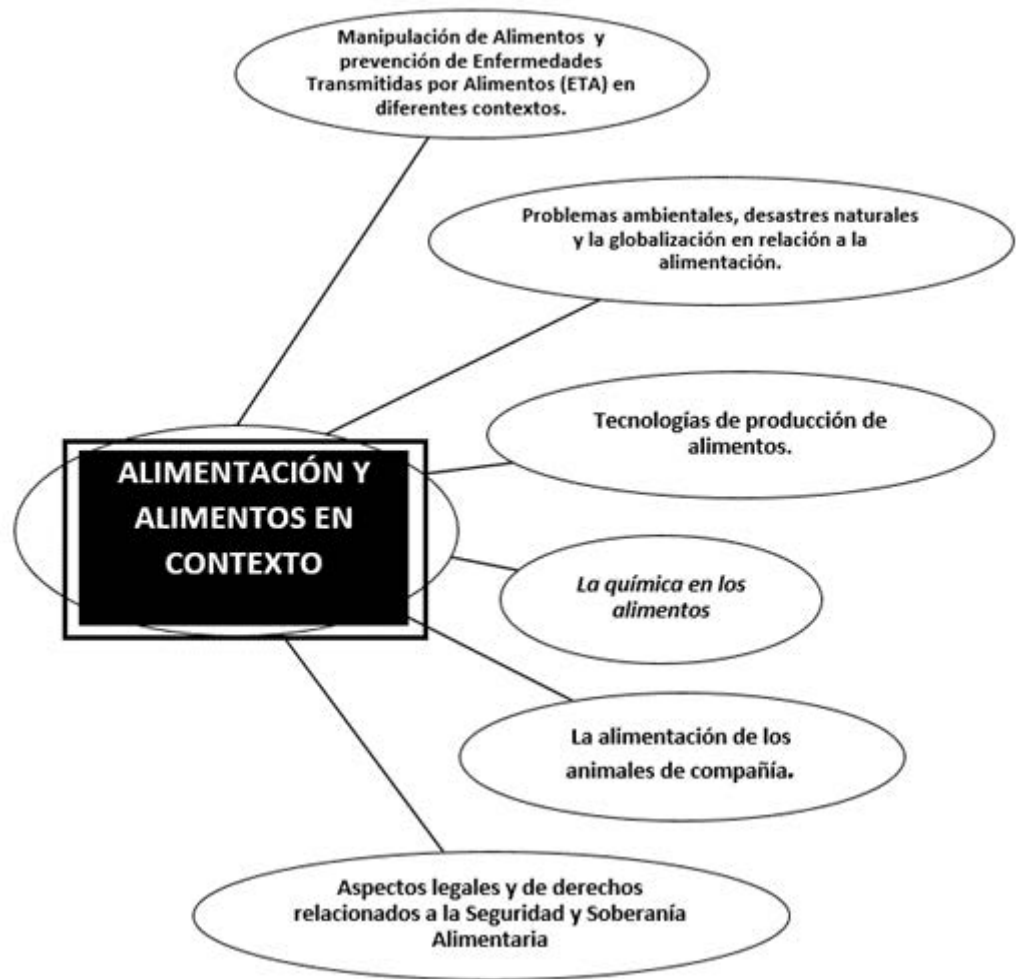 Manipulación de Alimentos y
prevención de Enfermedades
Transmitidas por Alimentos (ETA) en
diferentes contextos.
Problemas ambientales, desastres naturales
y la globalización en relación a la
alimentación.
Tecnologías de producción de
alimentos.
ALIMENTACIÓN Y
ALIMENTOS EN
CONTEXTO
La química en los
alimentos
La alimentación de los
animales de compañía.
Aspectos legales y de derechos
relacionados a la Seguridad y Soberanía
Alimentaria